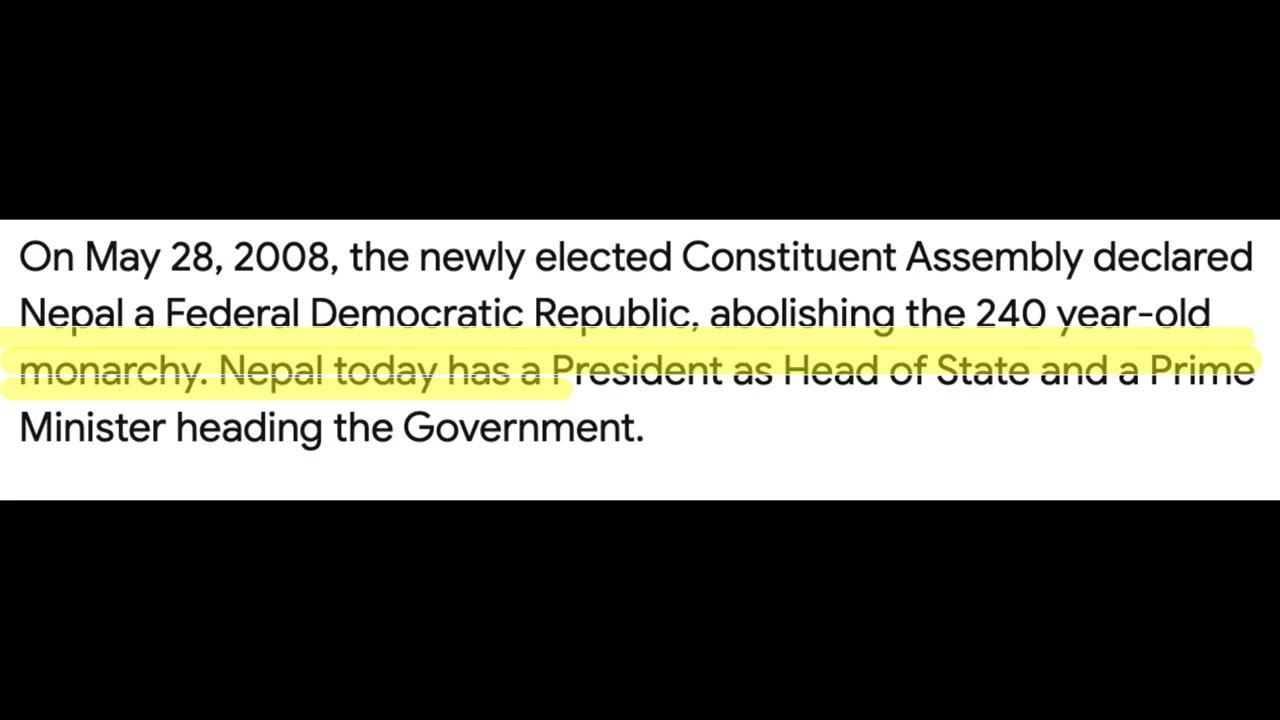 On May 28, 2008, the newly elected Constituent Assembly declared
Nepal a Federal Democratic Republic, abolishing the 240 year-old
monarchy. Nepal today has a President as Head of State and a Prime
Minister heading the Government.